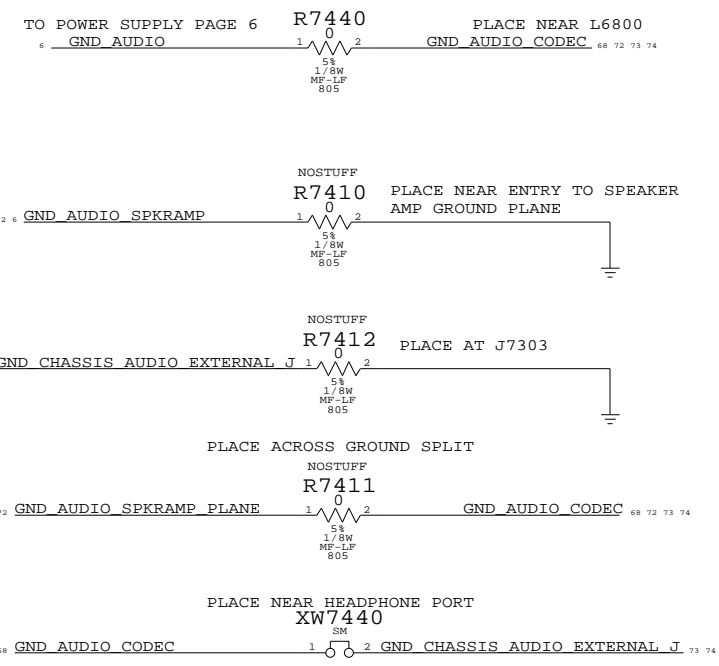 TO POWER SUPPLY PAGE 6
R7440
PLACE NEAR L6800
0
6 GND_AUDIO 1 2 GND_AUDIO_CODEC 68 72 73 74
5%
1/8W
MF-LF
805
NOSTUFF
R7410
PLACE NEAR ENTRY TO SPEAKER
AMP GROUND PLANE
0
2 6 GND_AUDIO_SPKRAMP 1 2
5%
1/8W
MF-LF
805
NOSTUFF
R7412
PLACE AT J7303
0
GND_CHASSIS_AUDIO_EXTERNAL_J 1 2
5%
1/8W
MF-LF
805
PLACE ACROSS GROUND SPLIT
NOSTUFF
R7411
0
72 GND_AUDIO_SPKRAMP_PLANE 1 2 GND_AUDIO_CODEC 68 72 73 74
5%
1/8W
MF-LF
805
PLACE NEAR HEADPHONE PORT
XW7440
SM
68 GND_AUDIO_CODEC 1 2 GND_CHASSIS_AUDIO_EXTERNAL_J 73 74